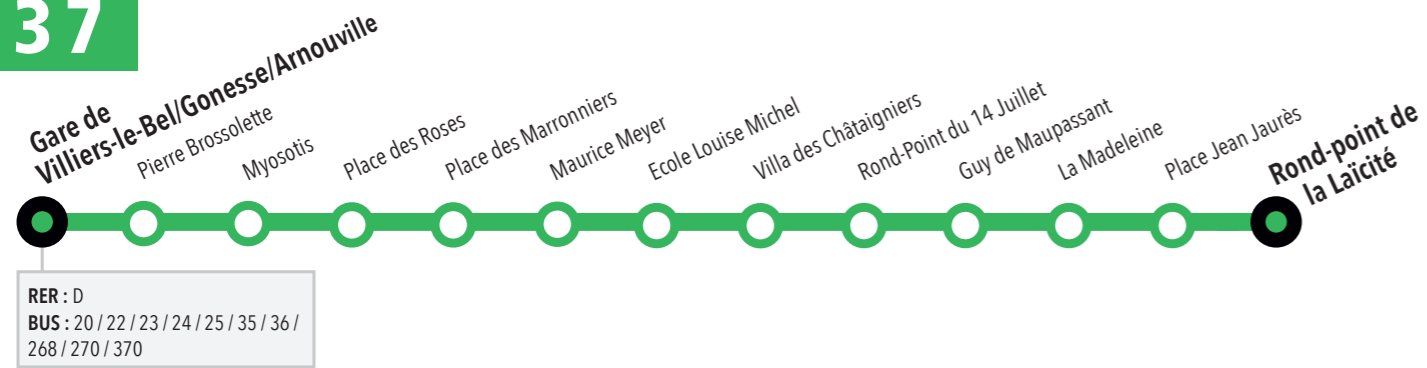 37
Gare de
Villiers-le-Bel/Gonesse/Arnouville
Pierre Brossolette
Myosotis
Place des Roses
Place des Marronniers
Maurice Meyer
Ecole Louise Michel
Villa des Châtaigniers
Rond-Point du 14 Juillet
Guy de Maupassant
La Madeleine
Place Jean Jaurès
Rond-point de
la Laïcité
RER : D
BUS : 20 / 22 / 23 / 24 / 25 / 35 / 36 /
268 / 270 / 370